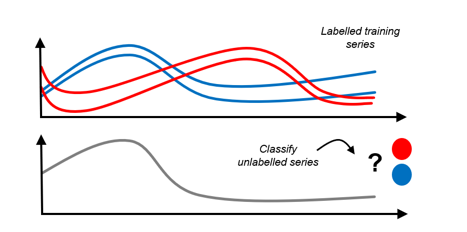 Labelled training
series
Classify
unlabelled series
?